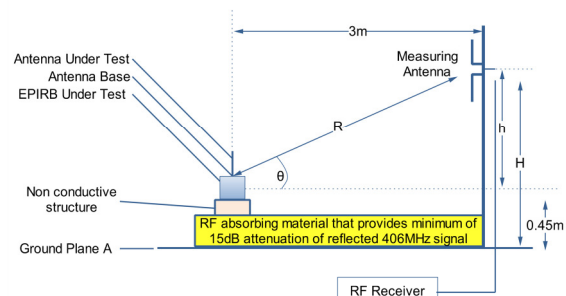 3m
Antenna Under Test
Antenna Base
EPIRB Under Test
Measuring
Antenna
R
h
H
θ
Non conductive
structure
RF absorbing material that provides minimum of
15dB attenuation of reflected 406MHz signal
0.45m
Ground Plane A
RF Receiver